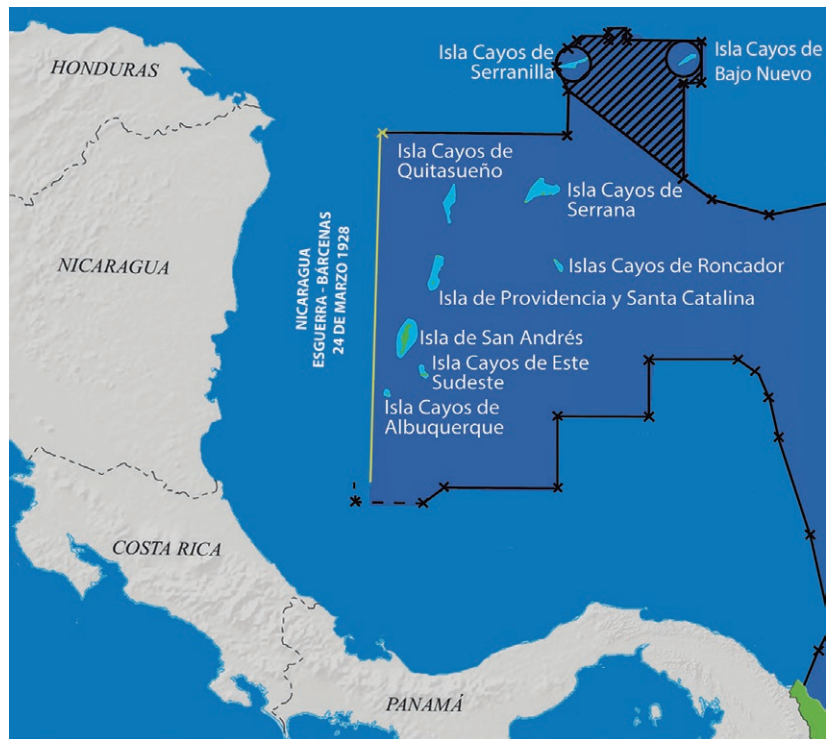 Isla Cayos de
Serranilla
Isla Cayos de
Bajo Nuevo
HONDURAS
Isla Cayos de
Quitasueño
Isla Cayos de
Serrana
NICARAGUA
NICARAGUA
ESGUERRA - BÁRCENAS
24 DE MARZO 1928
Islas Cayos de Roncador
Isla de Providencia y Santa Catalina
Isla de San Andrés
Isla Cayos de Este
Sudeste
Isla Cayos de
Albuquerque
COSTA RICA
PANAMÁ